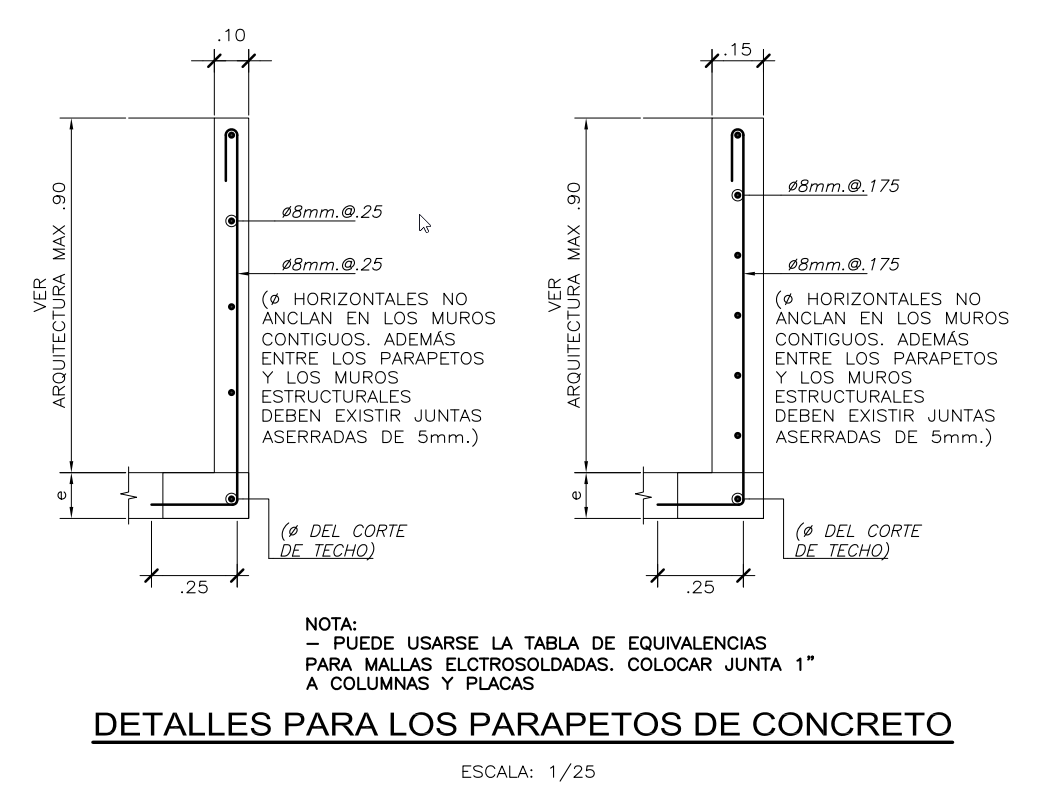 .10
VER
ARQUITECTURA MAX .90
ø8mm.@.25
ø8mm.@.25
(ø HORIZONTALES NO
ANCLAN EN LOS MUROS
CONTIGUOS. ADEMÁS
ENTRE LOS PARAPETOS
Y LOS MUROS
ESTRUCTURALES
DEBEN EXISTIR JUNTAS
ASERRADAS DE 5mm.)
e
(ø DEL CORTE
DE TECHO)
.25
.15
VER
ARQUITECTURA MAX .90
ø8mm.@.175
ø8mm.@.175
(ø HORIZONTALES NO
ANCLAN EN LOS MUROS
CONTIGUOS. ADEMÁS
ENTRE LOS PARAPETOS
Y LOS MUROS
ESTRUCTURALES
DEBEN EXISTIR JUNTAS
ASERRADAS DE 5mm.)
e
(ø DEL CORTE
DE TECHO)
.25
NOTA:
– PUEDE USARSE LA TABLA DE EQUIVALENCIAS
PARA MALLAS ELCTROSOLDADAS. COLOCAR JUNTA 1”
A COLUMNAS Y PLACAS
DETALLES PARA LOS PARAPETOS DE CONCRETO
ESCALA: 1/25